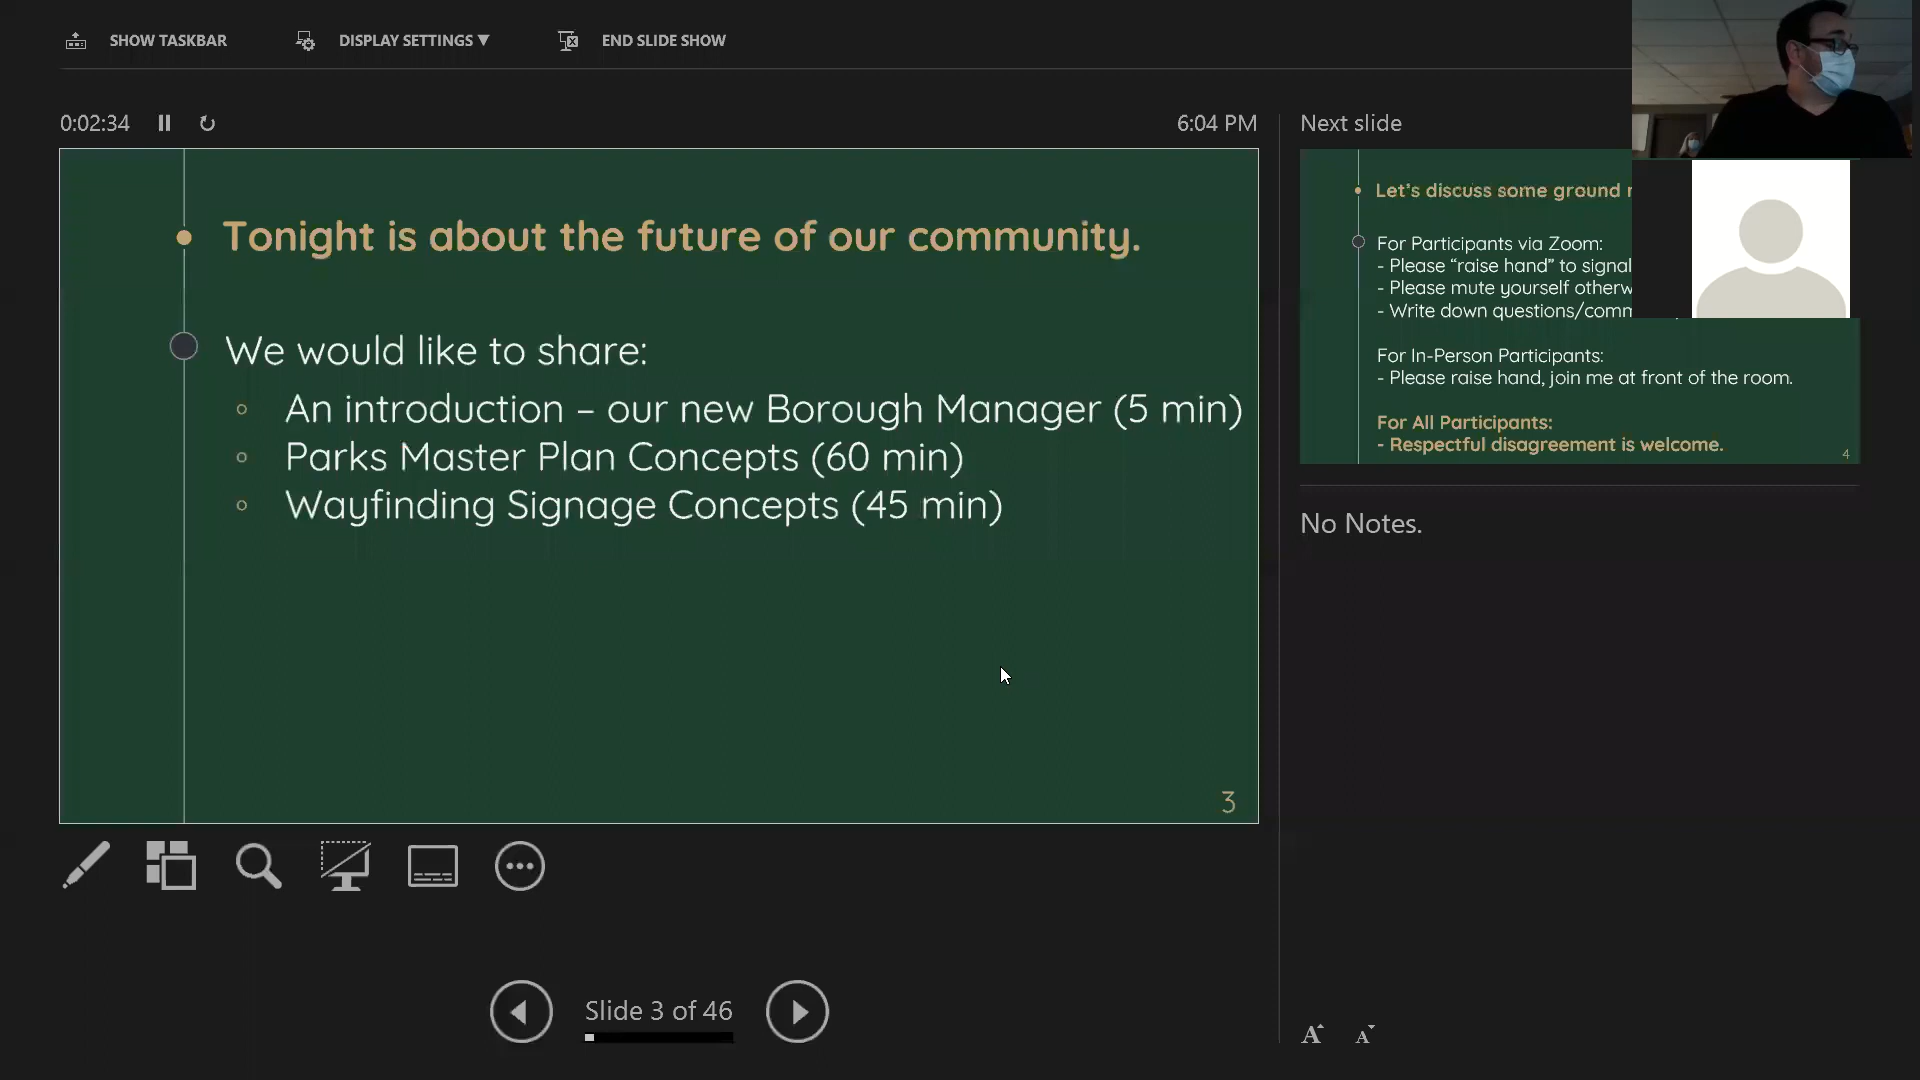 SHOW TASKBAR
DISPLAY SETTINGS ▼
END SLIDE SHOW
0:02:34
6:04 PM
Tonight is about the future of our community.
We would like to share:
An introduction – our new Borough Manager (5 min)
Parks Master Plan Concepts (60 min)
Wayfinding Signage Concepts (45 min)
3
Slide 3 of 46
Next slide
Let's discuss some ground
For Participants via Zoom:
- Please “raise hand” to signal
- Please mute yourself
- Write down
For In-Person Participants:
- Please raise hand, join me at front of the room.
For All Participants:
- Respectful disagreement is welcome.
4
No Notes.
A A